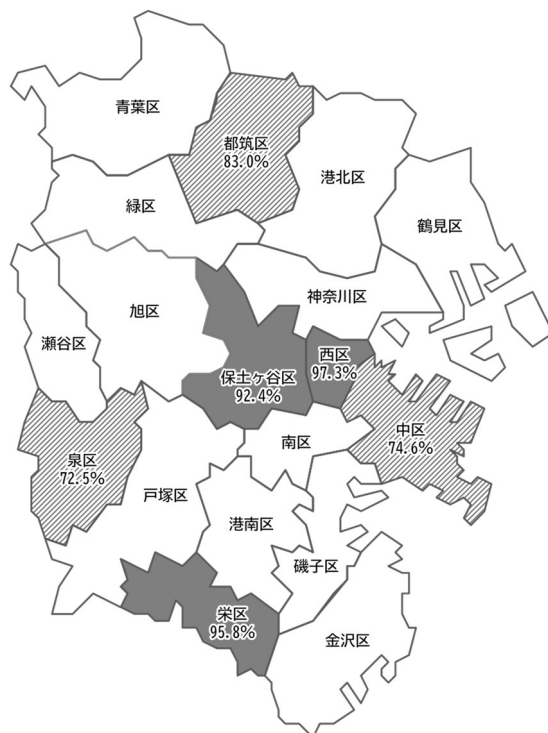 青葉区
都筑区
83.0%
港北区
緑区
鶴見区
神奈川区
旭区
瀬谷区
西区
97.3%
保土ヶ谷区
92.4%
中区
74.6%
南区
泉区
72.5%
戸塚区
港南区
磯子区
栄区
95.8%
金沢区